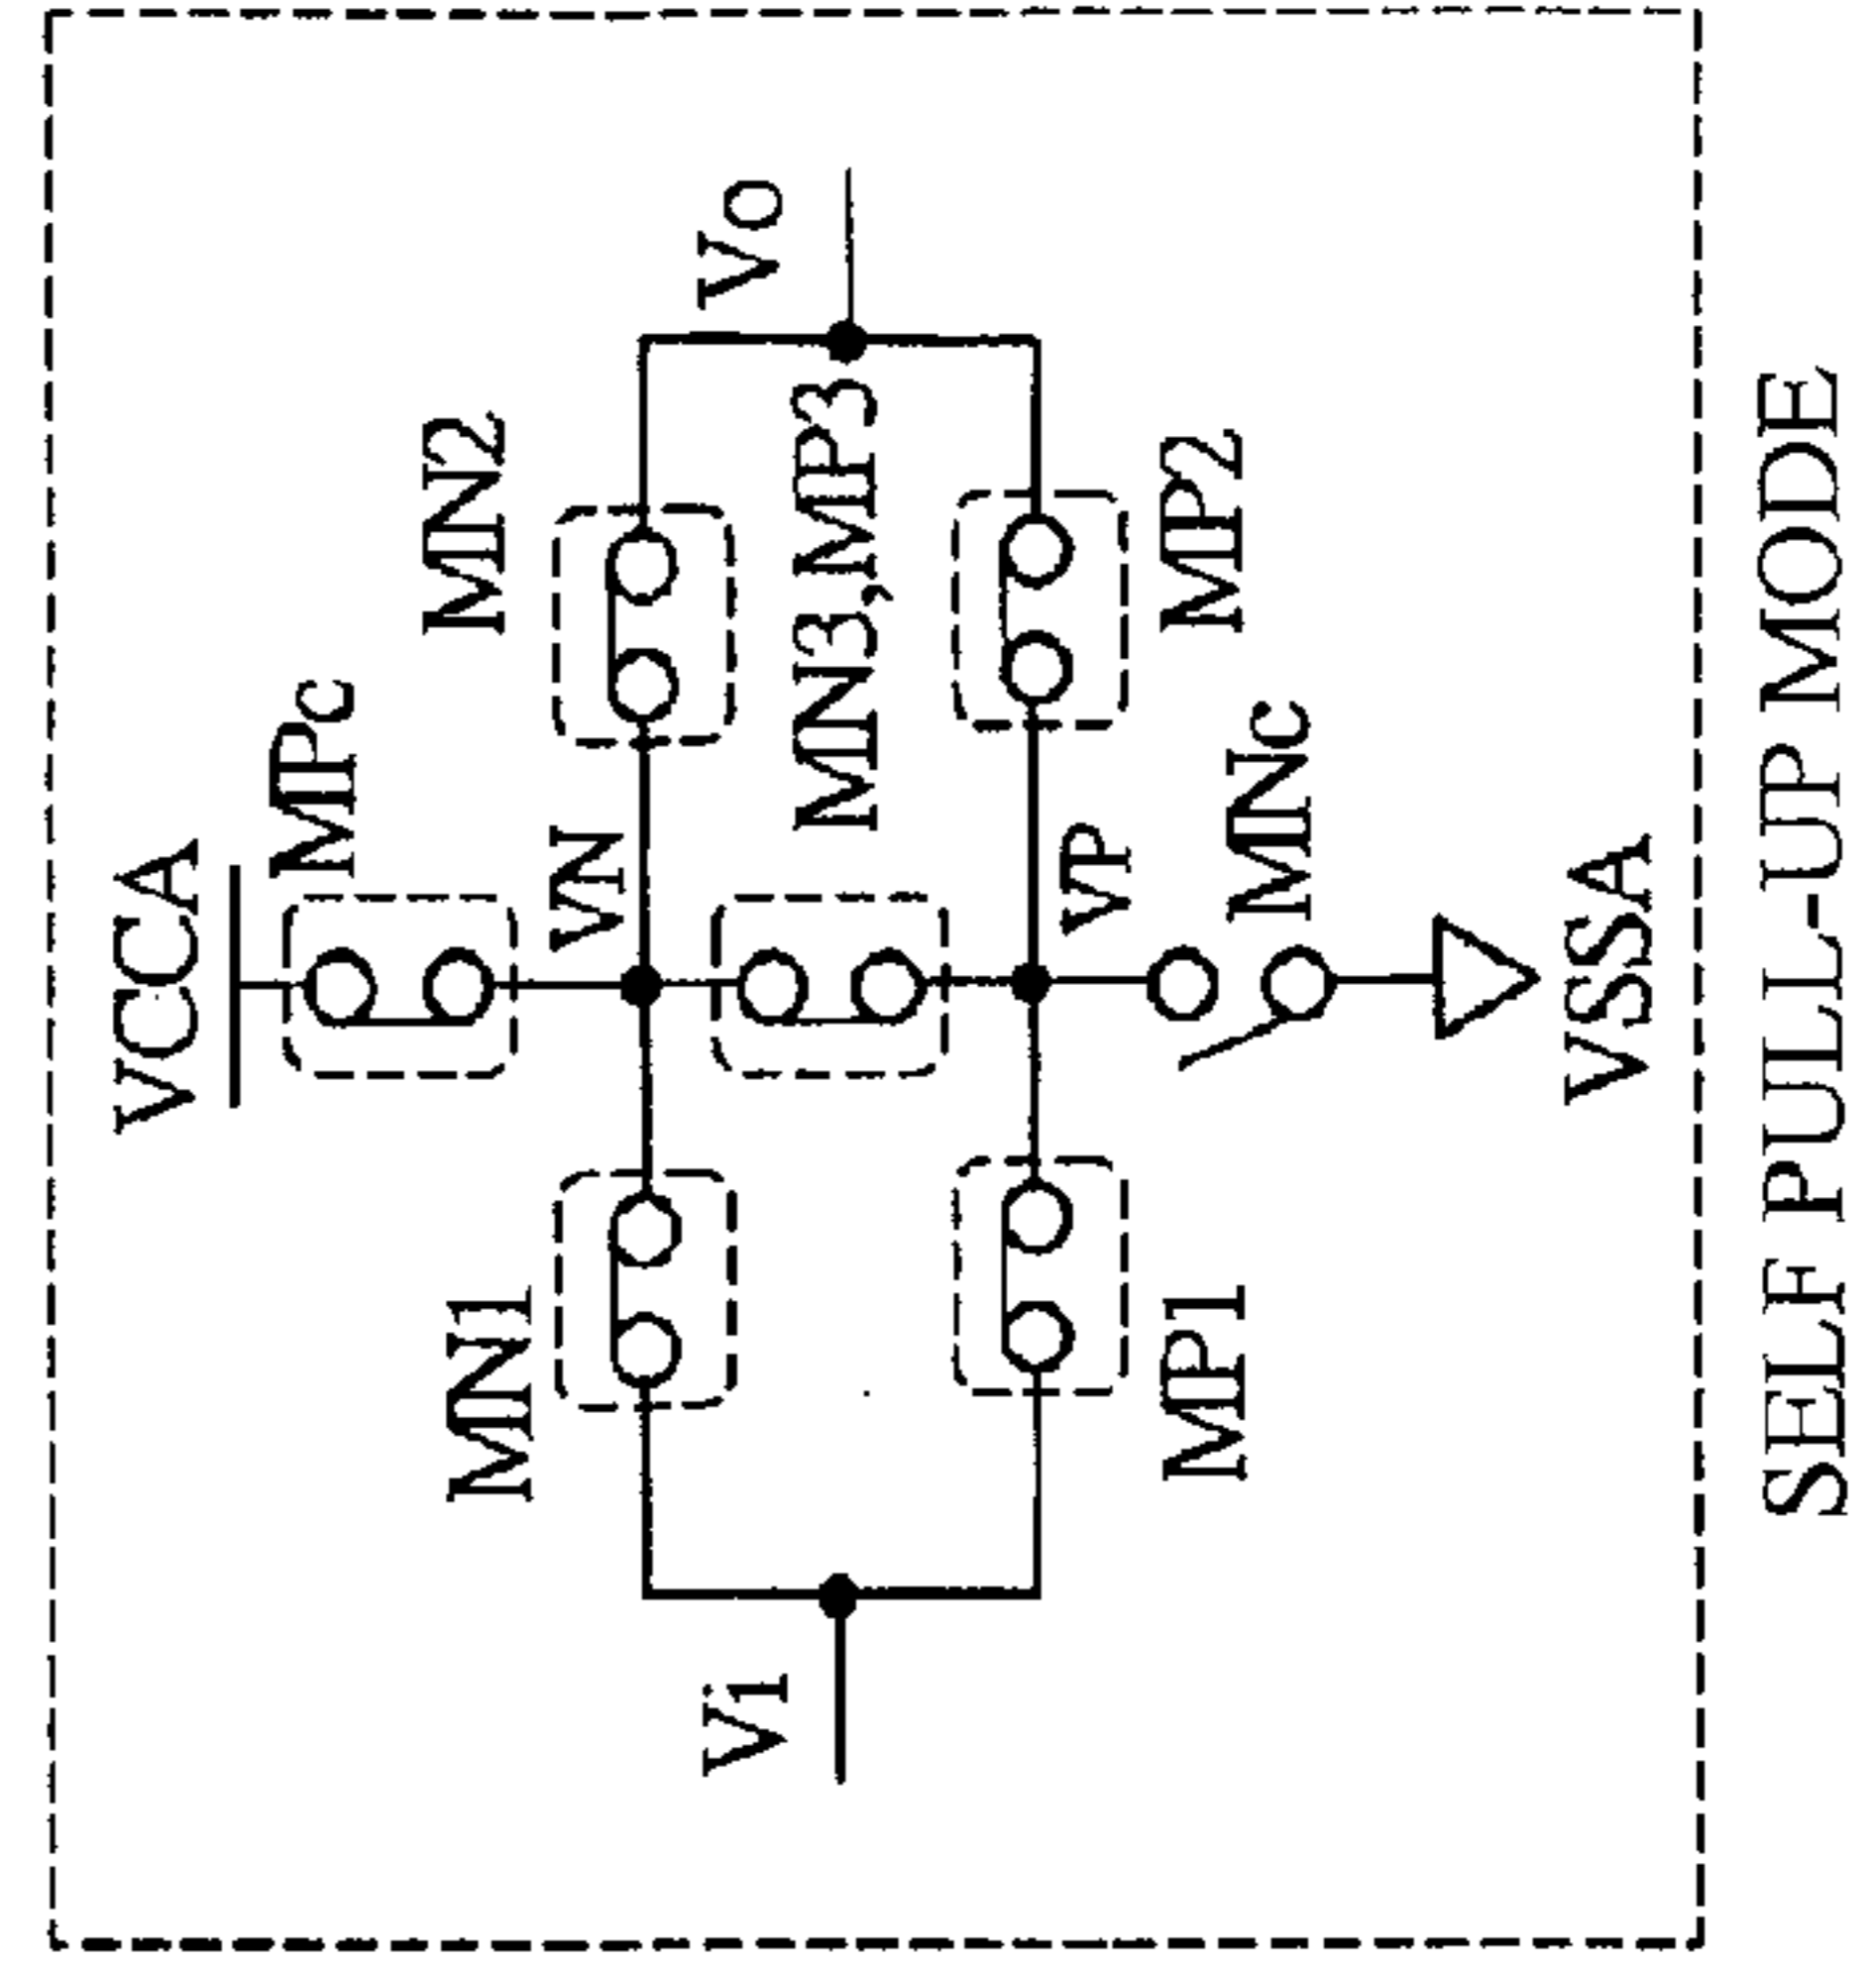 VCCA
MPc
MN1
VN
MN2
Vi
MN3,MP3
Vo
MP1
VP
MP2
MNc
VSSA
SELF PULL-UP MODE